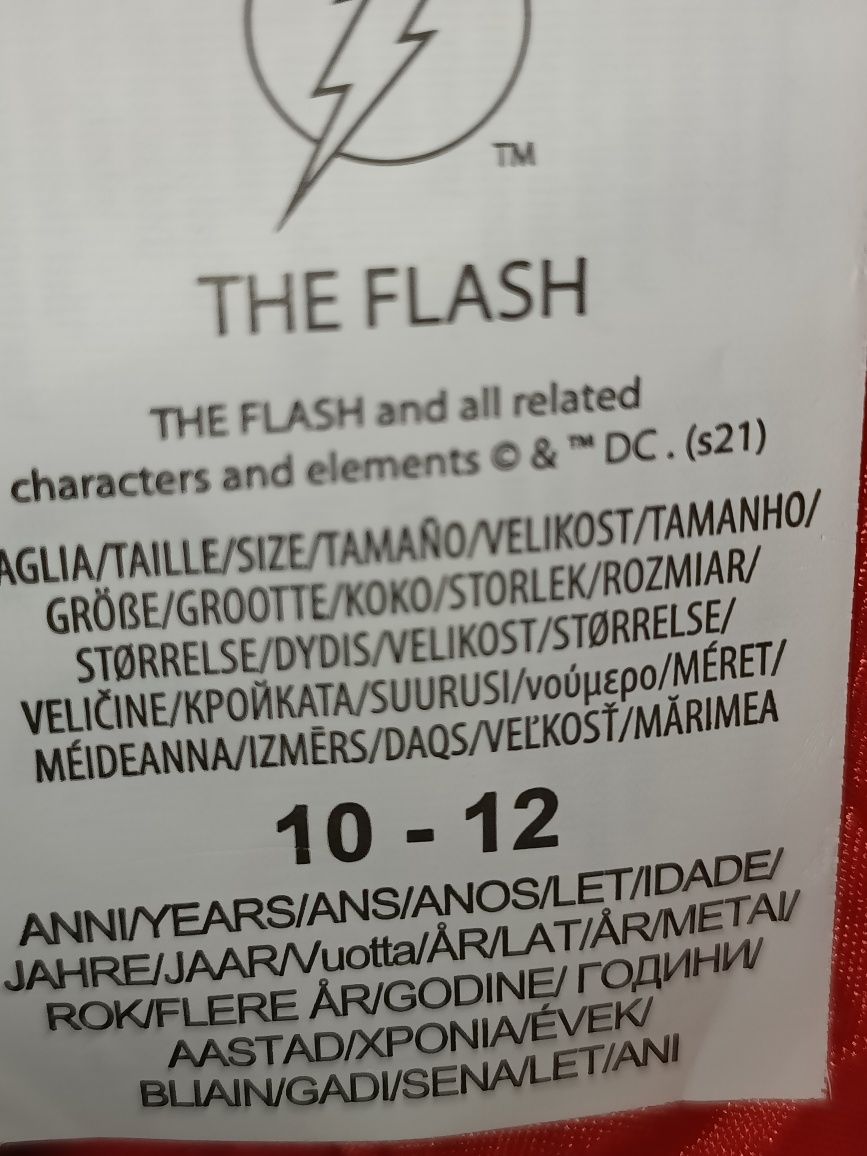 TM
THE FLASH
THE FLASH and all related
characters and elements © & ™ DC . (s21)
AGLIA/TAILLE/SIZE/TAMAÑO/VELIKOST/TAMANHO/
GRÖßE/GROOTTE/KOKO/STORLEK/ROZMIAR/
STØRRELSE/DYDIS/VELIKOST/STØRRELSE/
VELIČINE/КРОЙКАТА/SUURUSI/νούμερο/MÉRET/
MÉIDEANNA/IZMĒRS/DAQS/VEĽKOSŤ/MĂRIMEA
10 - 12
ANNI/YEARS/ANS/ANOS/LET/IDADE/
JAHRE/JAAR/Vuotta/ÅR/LAT/ÅR/METAI/
ROK/FLERE ÅR/GODINE/ ГОДИНИ/
AASTAD/ΧΡΟΝΙΑ/ÉVEK/
BLIAIN/GADI/SENA/LET/ANI